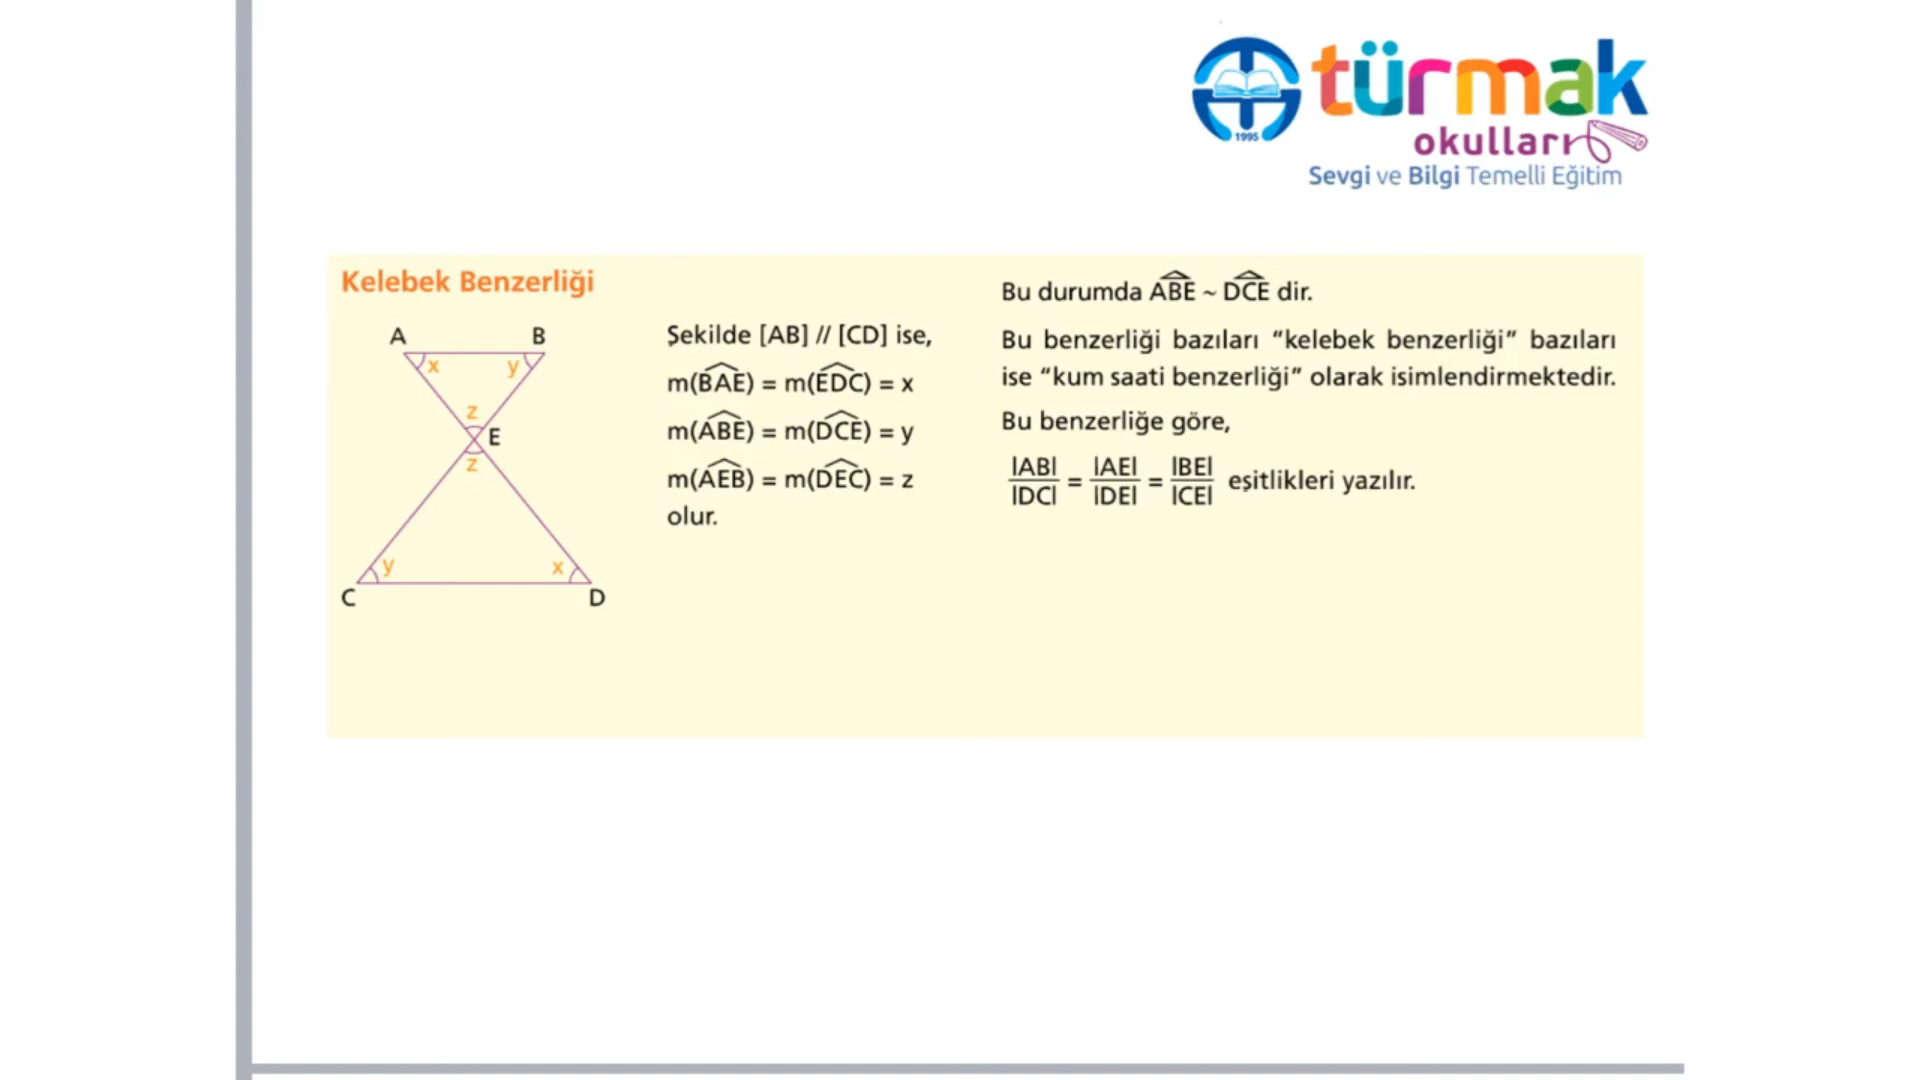 1995
türmak
okulları
Sevgi ve Bilgi Temelli Eğitim
Kelebek Benzerliği
A
B
x
y
z
E
z
y
x
C
D
Şekilde [AB] // [CD] ise,
m(BAE) = m(EDC) = x
m(ABE) = m(DCE) = y
m(AEB) = m(DEC) = z
olur.
Bu durumda ABE ~ DCE dir.
Bu benzerliği bazıları “kelebek benzerliği” bazıları
ise “kum saati benzerliği” olarak isimlendirmektedir.
Bu benzerliğe göre,
|AB|/|DC| = |AE|/|DE| = |BE|/|CE| eşitlikleri yazılır.